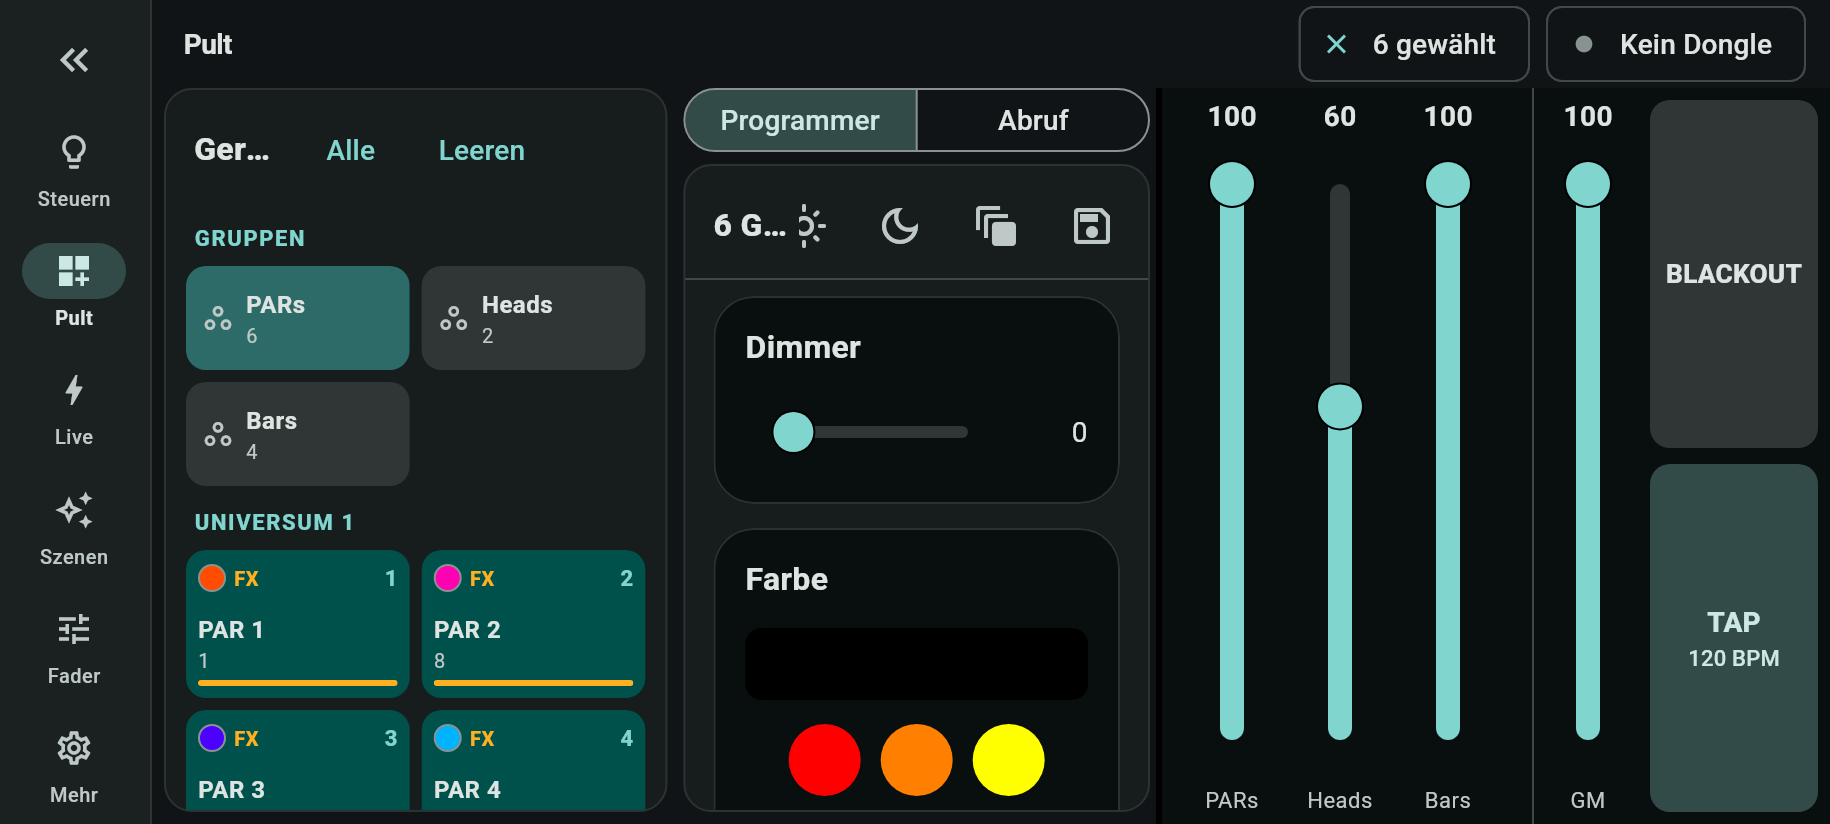 Steuern
Pult
Live
Szenen
Fader
Mehr
Pult
6 gewählt
Kein Dongle
Ger...
Alle
Leeren
GRUPPEN
PARs
6
Heads
2
Bars
4
UNIVERSUM 1
FX
1
PAR 1
1
FX
2
PAR 2
8
FX
3
PAR 3
FX
4
PAR 4
Programmer
Abruf
6 G...
Dimmer
0
Farbe
100
60
100
100
PARs
Heads
Bars
GM
BLACKOUT
TAP
120 BPM